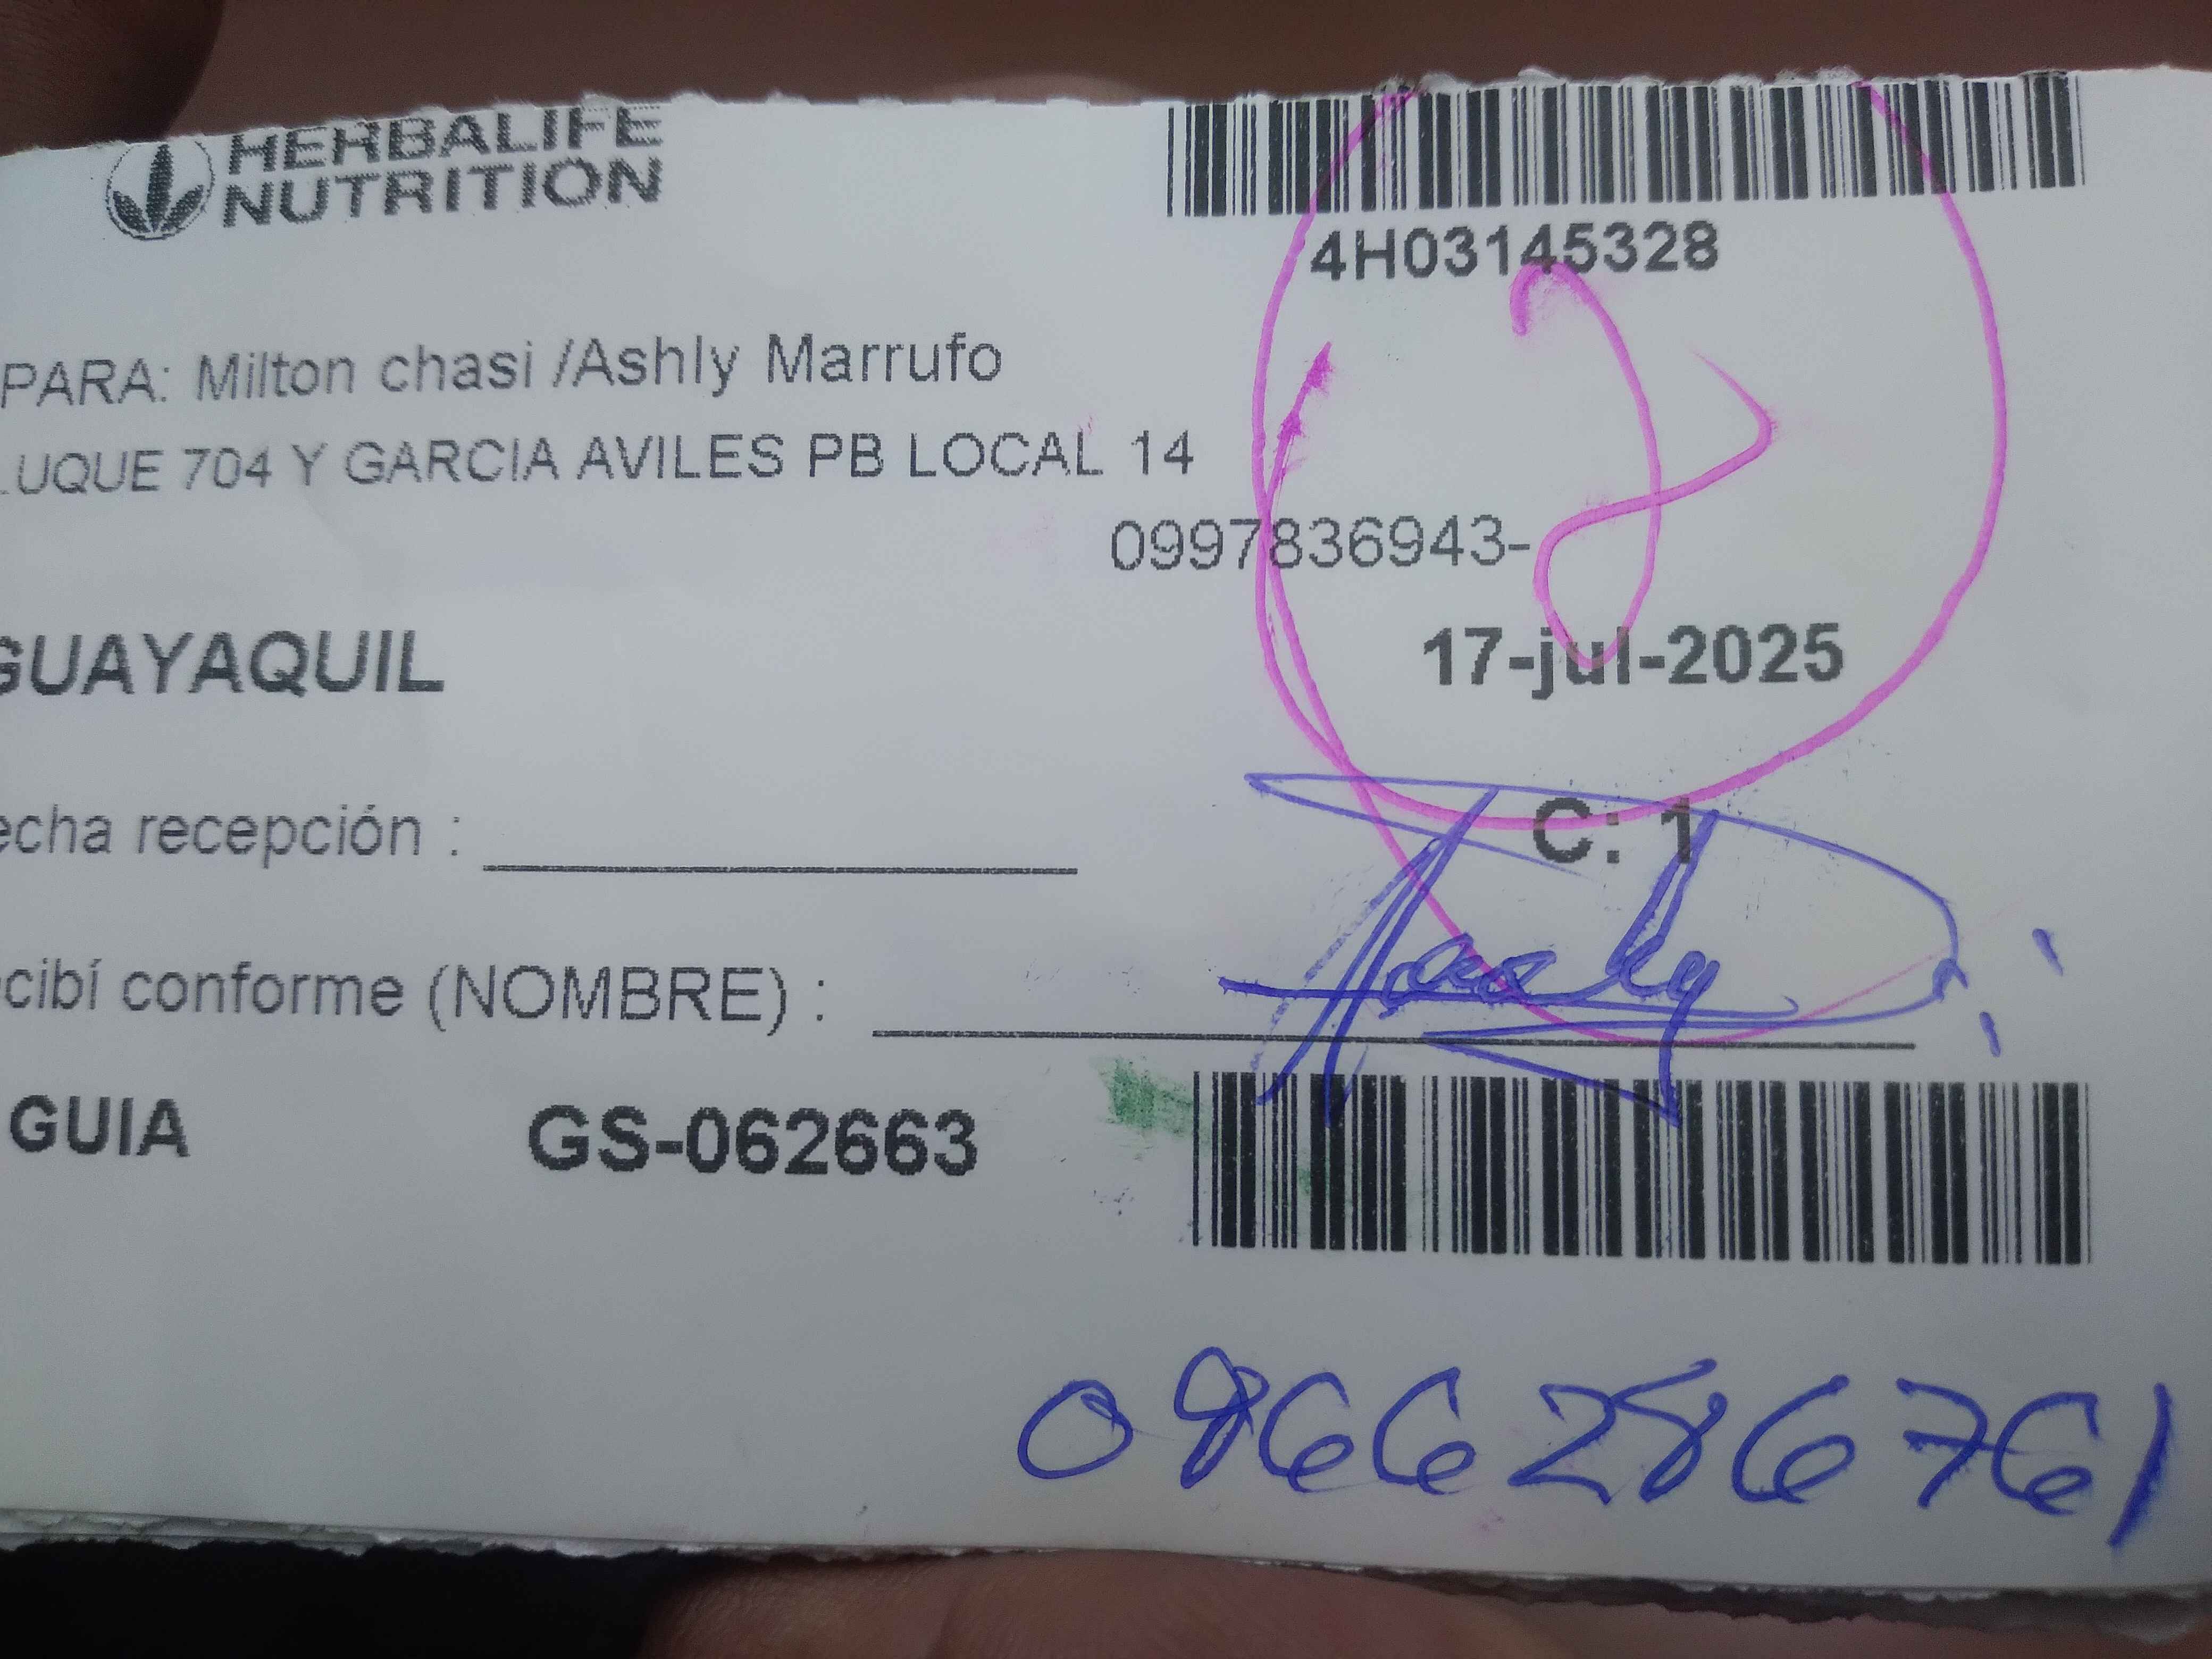 HERBALIFE
NUTRITION
4H03145328
PARA: Milton chasi /Ashly Marrufo
LUQUE 704 Y GARCIA AVILES PB LOCAL 14
0997836943-
GUAYAQUIL
17-jul-2025
echa recepción :
C: 1
cibí conforme (NOMBRE) :
GUIA GS-062663
0966286761